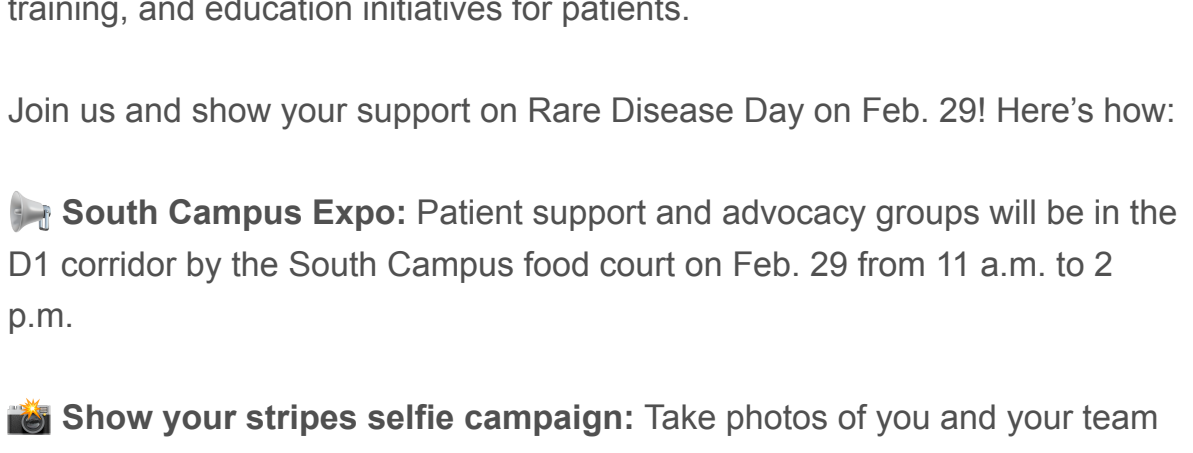 training, and education initiatives for patients.
Join us and show your support on Rare Disease Day on Feb. 29! Here’s how:
📢 South Campus Expo: Patient support and advocacy groups will be in the
D1 corridor by the South Campus food court on Feb. 29 from 11 a.m. to 2
p.m.
📸 Show your stripes selfie campaign: Take photos of you and your team